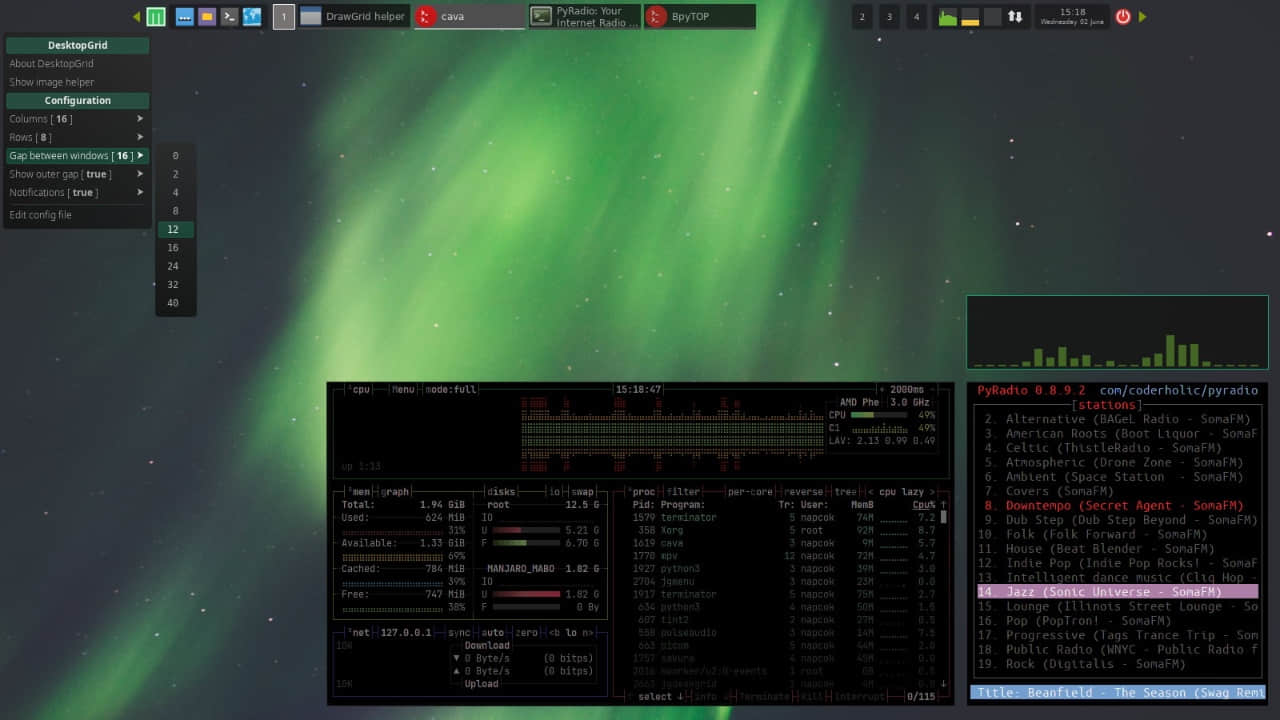 1
DrawGrid helper
cava
PyRadio: Your
Internet Radio ...
BpyTOP
2 3 4
15:18
Wednesday 02 June
DesktopGrid
About DesktopGrid
Show image helper
Configuration
Columns [ 16 ]
Rows [ 8 ]
Gap between windows [ 16 ]
Show outer gap [ true ]
Notifications [ true ]
Edit config file
0
2
4
8
12
16
24
32
40
¹cpu Menu mode:full 15:18:47 + 2000ms -
AMD Phe 3.0 GHz
CPU 49%
C1 49%
LAV: 2.13 0.99 0.49
up 1:13
²mem graph disks io swap
Total: 1.94 GiB
Used: 624 MiB
31%
Available: 1.33 GiB
69%
Cached: 784 MiB
39%
Free: 747 MiB
38%
root 12.5 G
IO
U 5.21 G
F 6.70 G
MANJARO_MABO 1.82 G
IO
U 1.82 G
F 0 By
³net 127.0.0.1 sync auto zero <b lo n>
10K
Download
▼ 0 Byte/s (0 bitps)
▲ 0 Byte/s (0 bitps)
Upload
10K
⁴proc filter per-core reverse tree < cpu lazy >
Pid: Program: Tr: User: MemB Cpu% ↑
1579 terminator 5 napcok 74M 7.2
358 Xorg 5 root 92M 8.7
1619 cava 3 napcok 9M 5.7
1770 mpv 12 napcok 72M 4.7
1927 python3 3 napcok 39M 3.0
2704 jgmenu 3 napcok 23M 0.0
1917 terminator 5 napcok 75M 2.7
634 python3 4 napcok 50M 1.5
607 tint2 2 napcok 27M 0.5
558 pulseaudio 3 napcok 14M 7.5
663 picom 2 napcok 44M 2.0
1757 sakura 4 napcok 45M 0.0
root
↑ select ↓ info ↓ Terminate Kill Interrupt 0/115
PyRadio 0.8.9.2 com/coderholic/pyradio
[stations]
2. Alternative (BAGeL Radio - SomaFM)
3. American Roots (Boot Liquor - SomaF
4. Celtic (ThistleRadio - SomaFM)
5. Atmospheric (Drone Zone - SomaFM)
6. Ambient (Space Station - SomaFM)
7. Covers (SomaFM)
8. Downtempo (Secret Agent - SomaFM)
9. Dub Step (Dub Step Beyond - SomaFM)
10. Folk (Folk Forward - SomaFM)
11. House (Beat Blender - SomaFM)
12. Indie Pop (Indie Pop Rocks! - SomaF
13. Intelligent dance music (Cliq Hop -
14. Jazz (Sonic Universe - SomaFM)
15. Lounge (Illinois Street Lounge - So
16. Pop (PopTron! - SomaFM)
17. Progressive (Tags Trance Trip - Som
18. Public Radio (WNYC - Public Radio f
19. Rock (Digitalis - SomaFM)
Title: Beanfield - The Season (Swag Remi